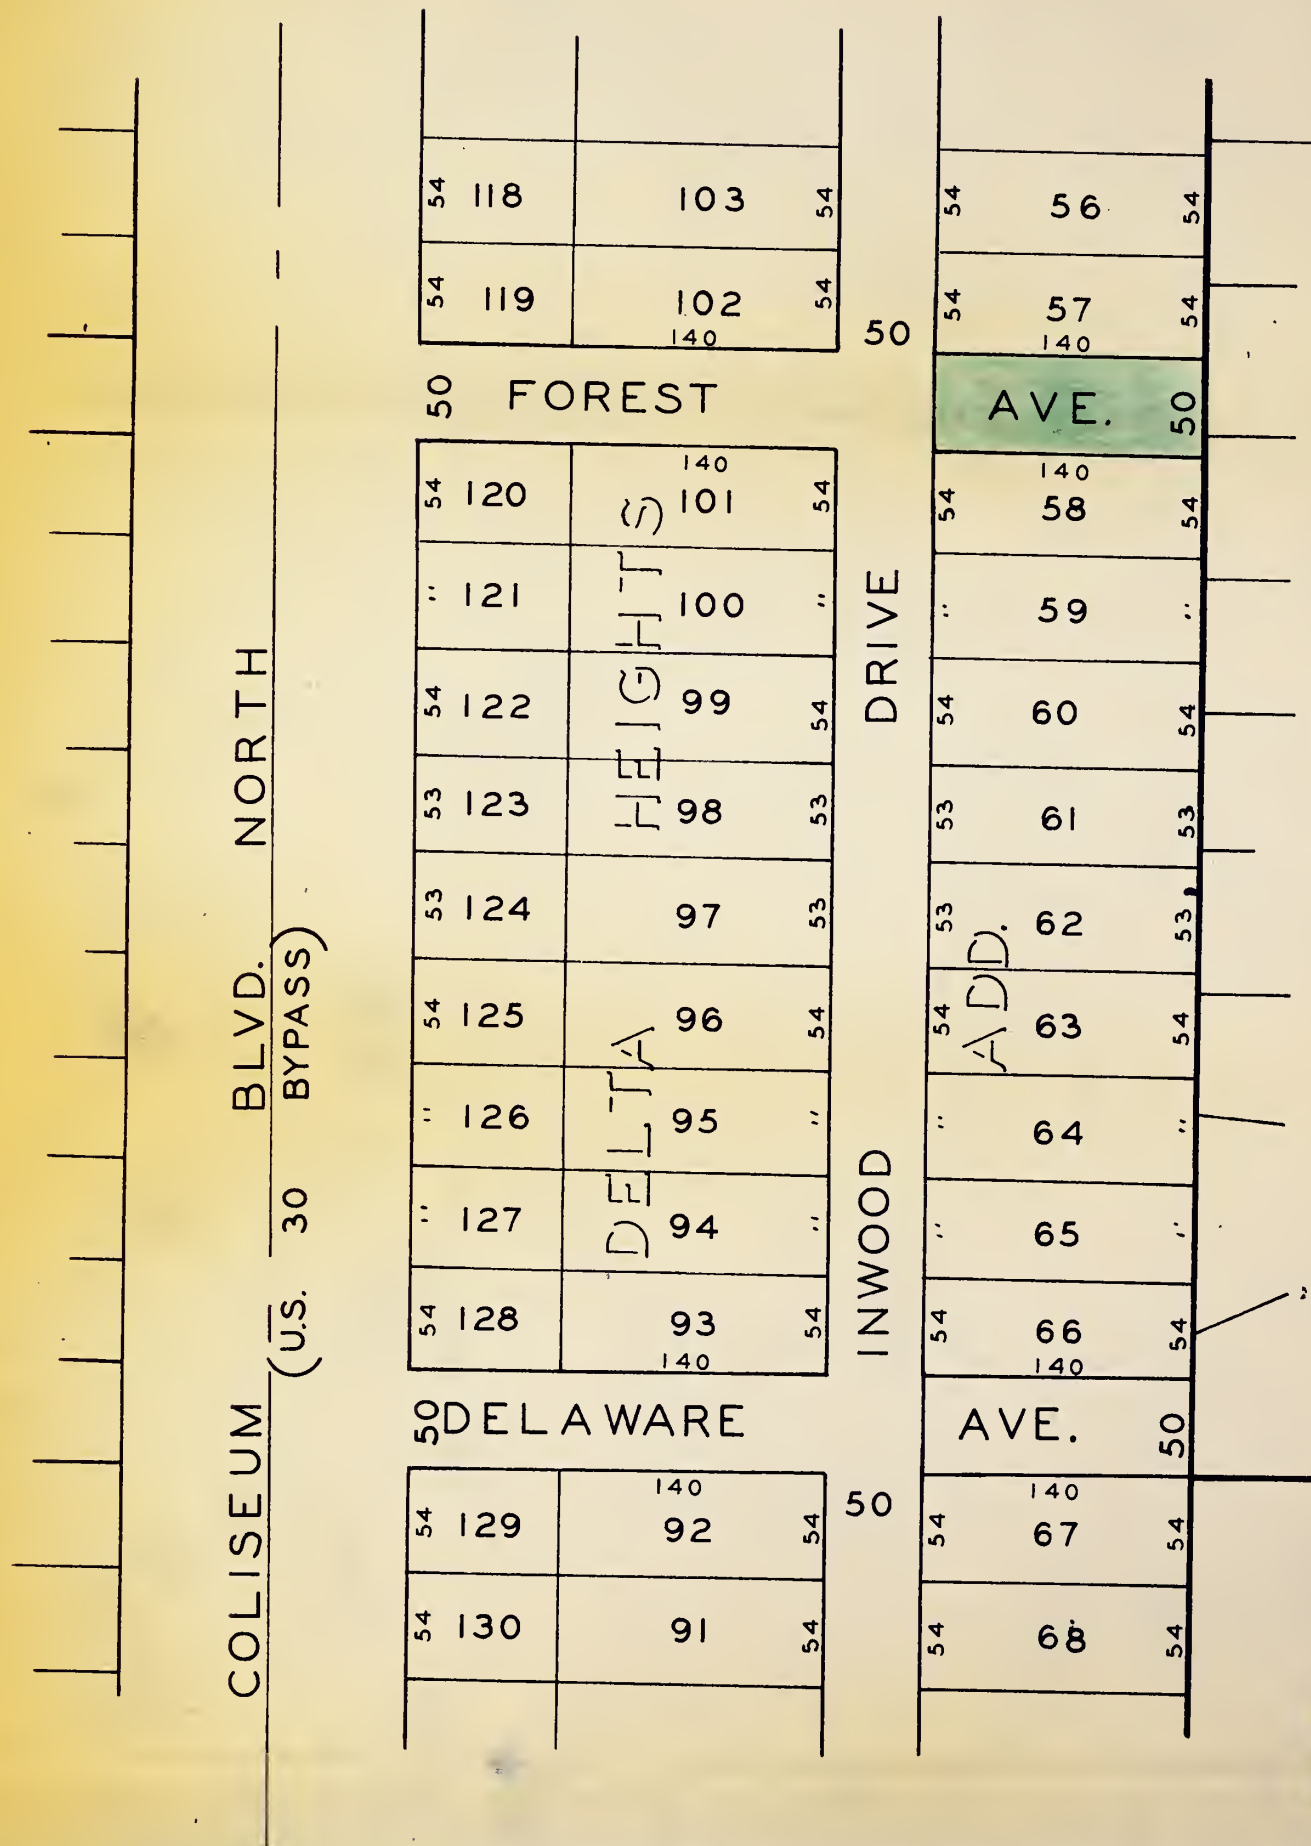 54 118 103 54 54 56 54
54 119 102 54 54 57 54
140 50 140
50 FOREST AVE. 50
140 140
54 120 101 54 54 58 54
" 121 100 " " 59 "
54 122 99 54 54 60 54
53 123 98 53 53 61 53
53 124 97 53 53 62 53
54 125 96 54 54 63 54
" 126 95 " " 64 "
" 127 94 " " 65 "
54 128 93 54 54 66 54
140 140
50 DELAWARE AVE. 50
140 50 140
54 129 92 54 54 67 54
54 130 91 54 54 68 54
COLISEUM BLVD. NORTH
(U.S. 30 BYPASS)
DELTA HEIGHTS
ADD.
INWOOD DRIVE